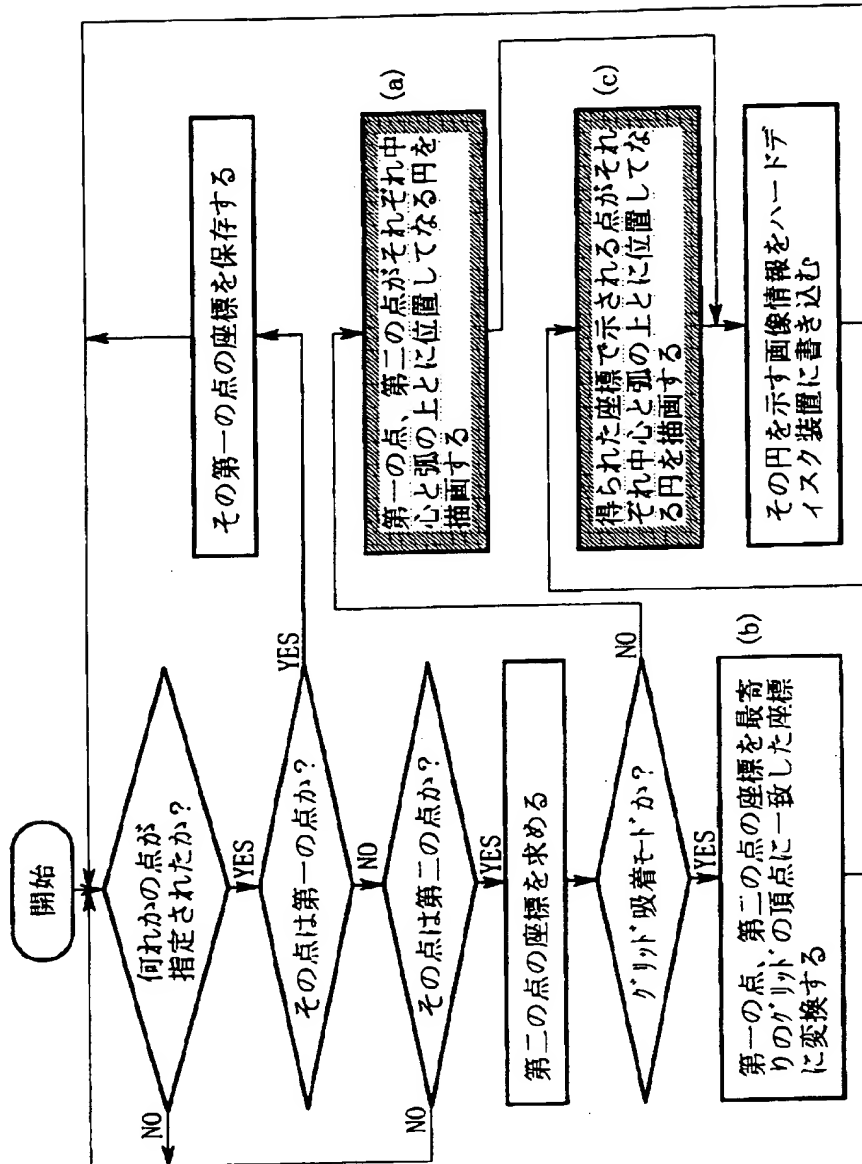 開始
何れかの点が
指定されたか?
NO
YES
その点は第一の点か?
YES
NO
その第一の点の座標を保存する
その点は第二の点か?
NO
YES
第二の点の座標を求める
グリッド吸着モードか?
NO
YES
(a)
第一の点、第二の点がそれぞれ中
心と弧の上とに位置してなる円を
描画する
(b)
第一の点、第二の点の座標を最寄
りのグリッドの頂点に一致した座標
に変換する
(c)
得られた座標で示される点がそれ
ぞれ中心と弧の上とに位置してな
る円を描画する
その円を示す画像情報をハードデ
ィスク装置に書き込む